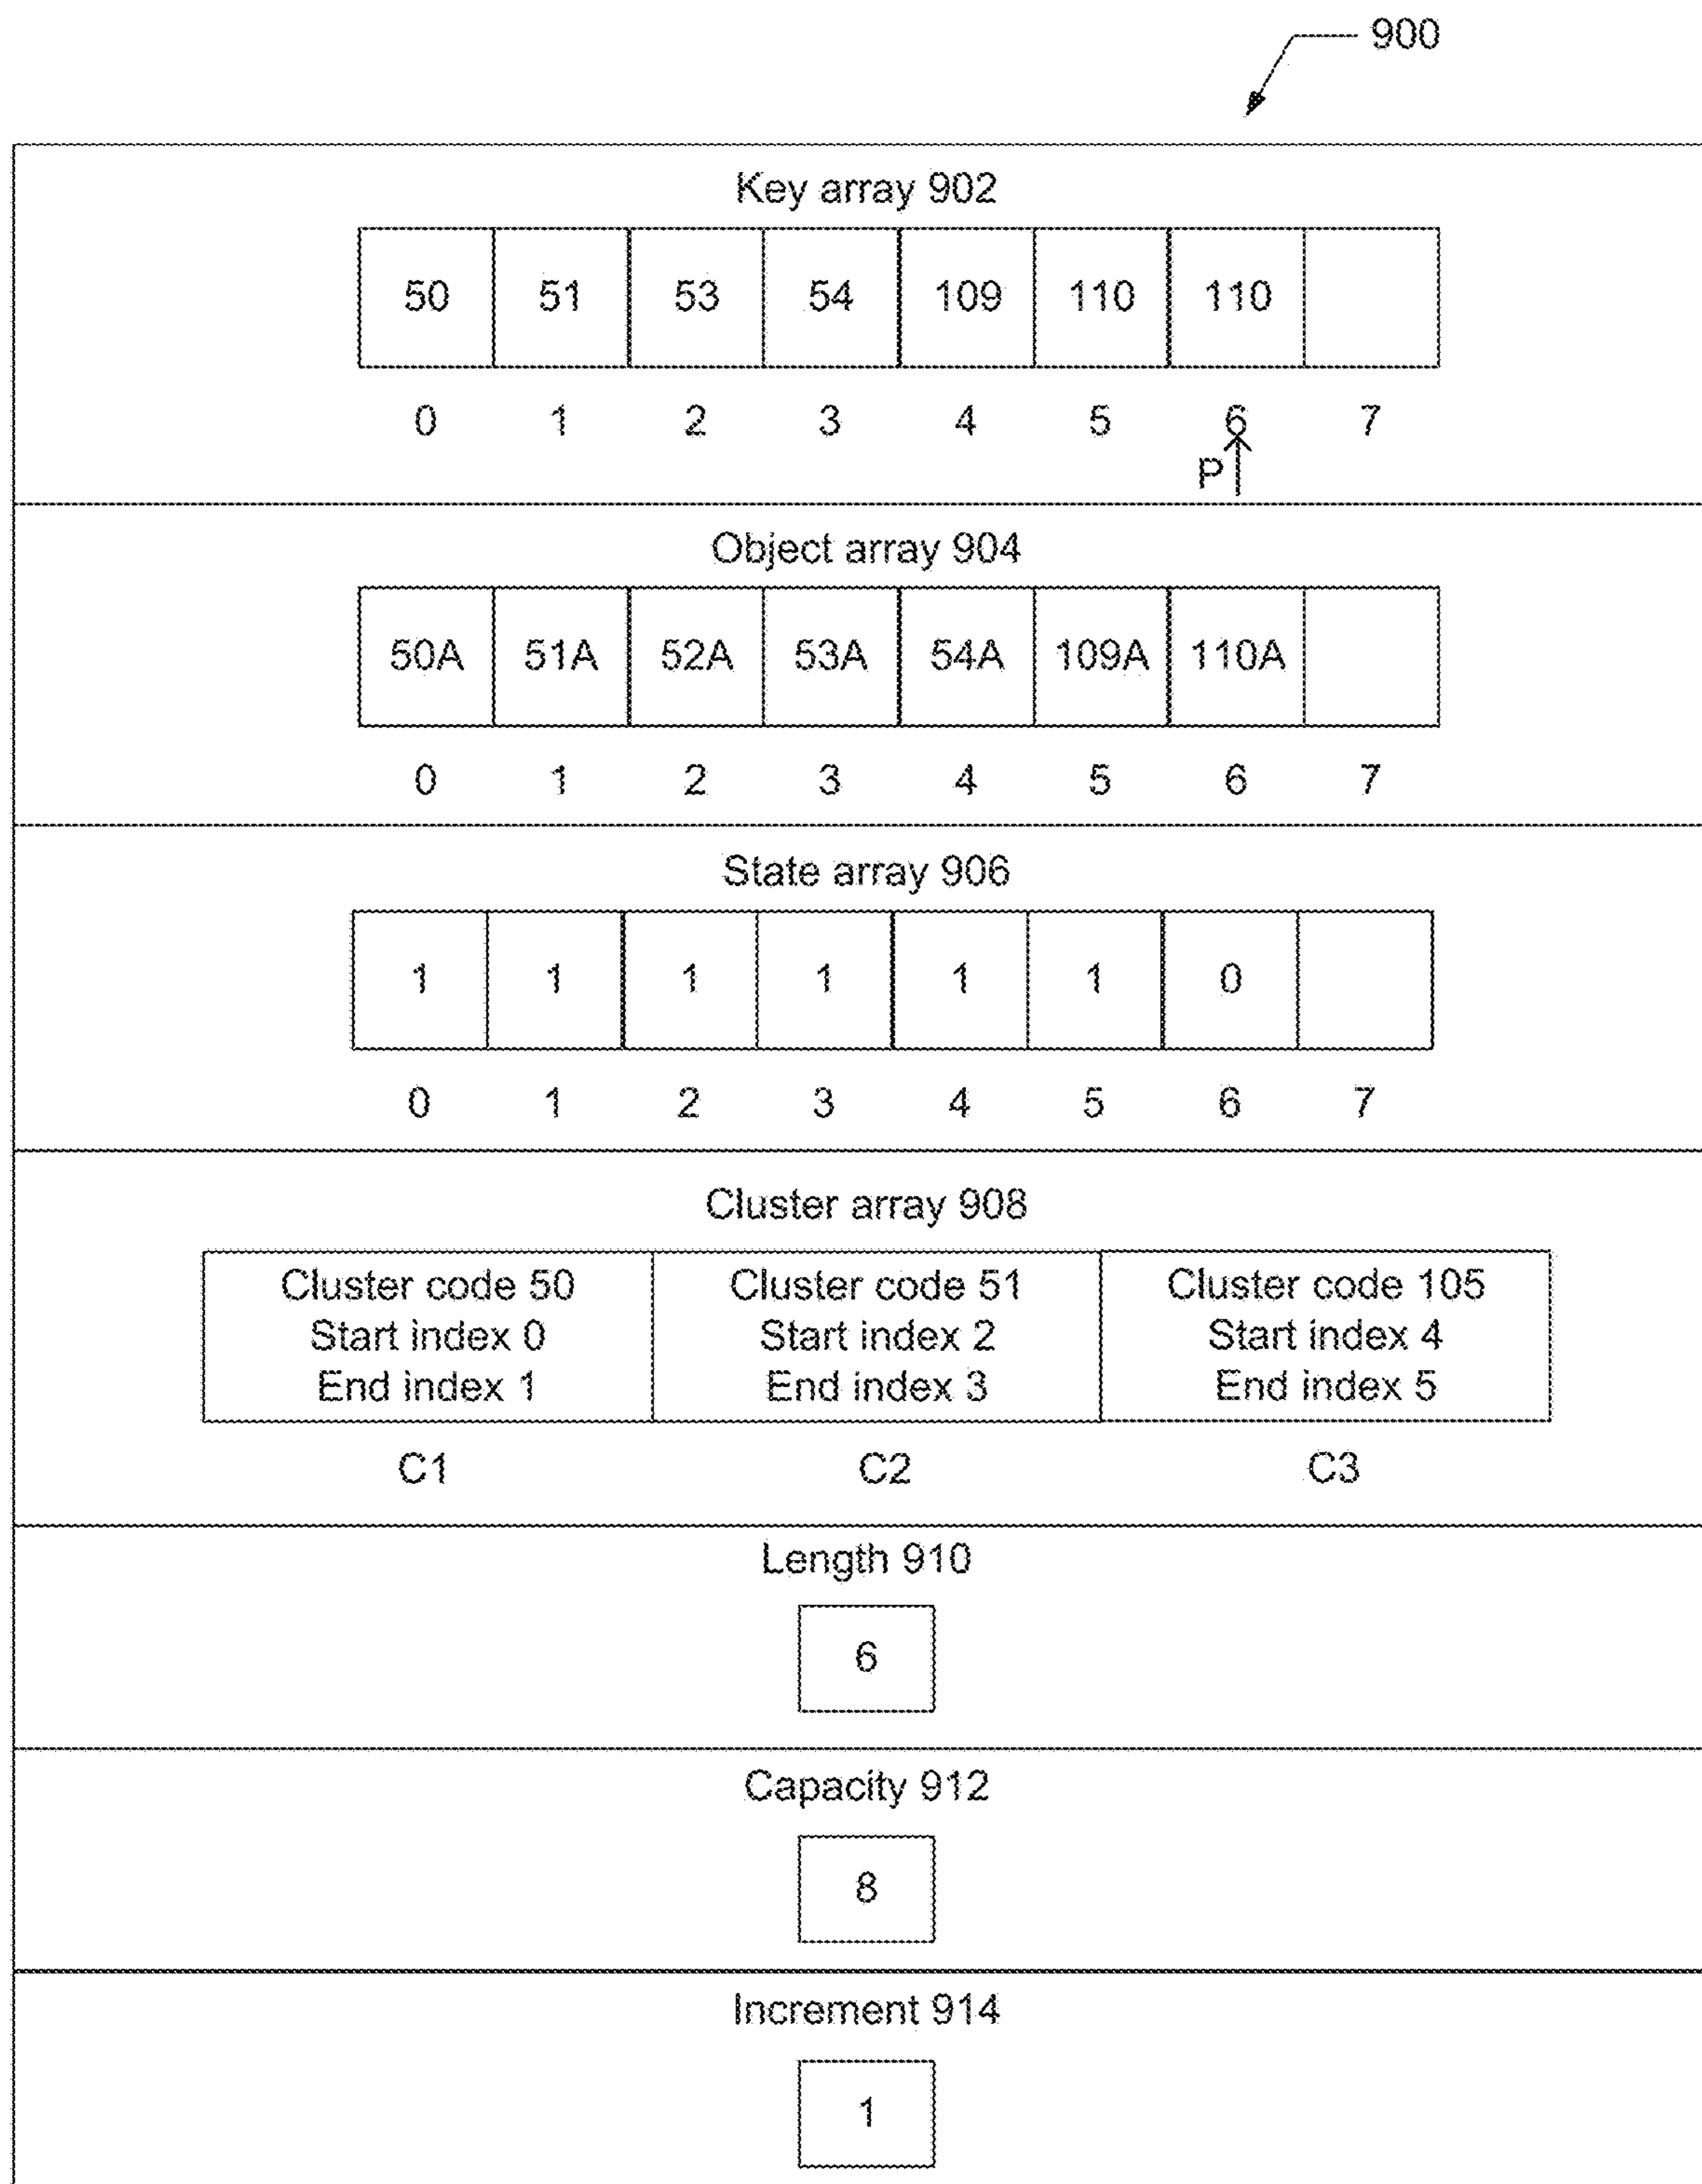 900
Key array 902
50 51 53 54 109 110 110
0 1 2 3 4 5 6 7
P
Object array 904
50A 51A 52A 53A 54A 109A 110A
0 1 2 3 4 5 6 7
State array 906
1 1 1 1 1 1 0
0 1 2 3 4 5 6 7
Cluster array 908
Cluster code 50 Cluster code 51 Cluster code 105
Start index 0 Start index 2 Start index 4
End index 1 End index 3 End index 5
C1 C2 C3
Length 910
6
Capacity 912
8
Increment 914
1